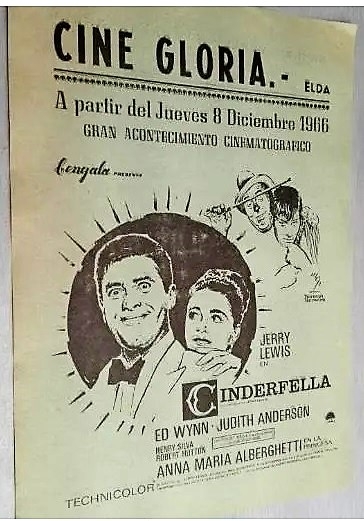 CINE GLORIA.- ELDA
A partir del Jueves 8 Diciembre 1966
GRAN ACONTECIMIENTO CINEMATOGRAFICO
Bengala PRESENTA
JERRY
LEWIS
EN
CINDERFELLA
ED WYNN · JUDITH ANDERSON
HENRY SILVA
ROBERT HUTTON
ANNA MARIA ALBERGHETTI EN LA PRINCESA
TECHNICOLOR